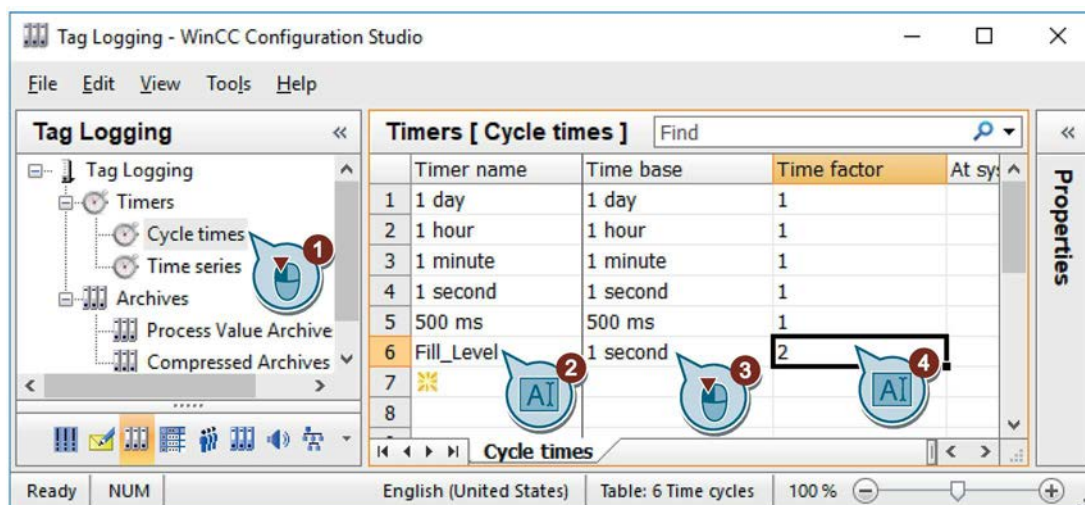 Tag Logging - WinCC Configuration Studio
File Edit View Tools Help
Tag Logging «
Tag Logging
Timers
Cycle times
Time series
Archives
Process Value Archive
Compressed Archives
Timers [ Cycle times ] Find
Timer name Time base Time factor At sys
1 1 day 1 day 1
2 1 hour 1 hour 1
3 1 minute 1 minute 1
4 1 second 1 second 1
5 500 ms 500 ms 1
6 Fill_Level 1 second 2
7
8
1
2
AI
3
4
AI
Cycle times
« Properties
Ready NUM English (United States) Table: 6 Time cycles 100 %